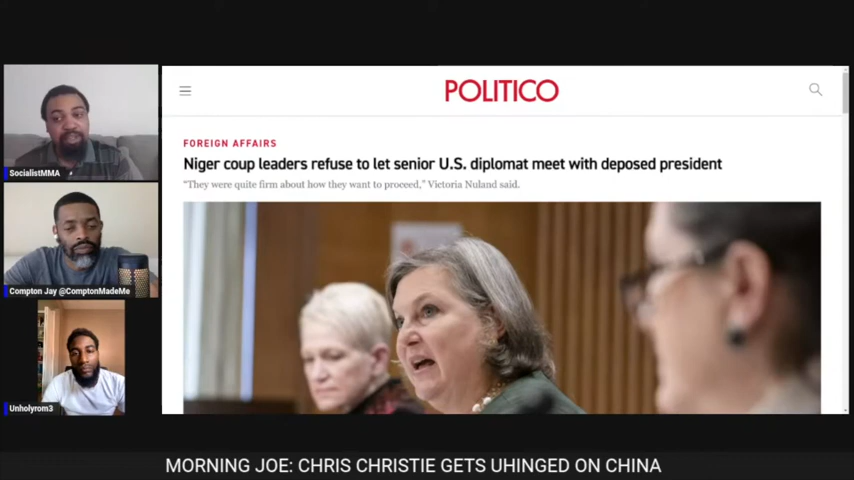 POLITICO
FOREIGN AFFAIRS
Niger coup leaders refuse to let senior U.S. diplomat meet with deposed president
“They were quite firm about how they want to proceed,” Victoria Nuland said.
SocialistMMA
Compton Jay @ComptonMadeMe
Unholyrom3
MORNING JOE: CHRIS CHRISTIE GETS UHINGED ON CHINA